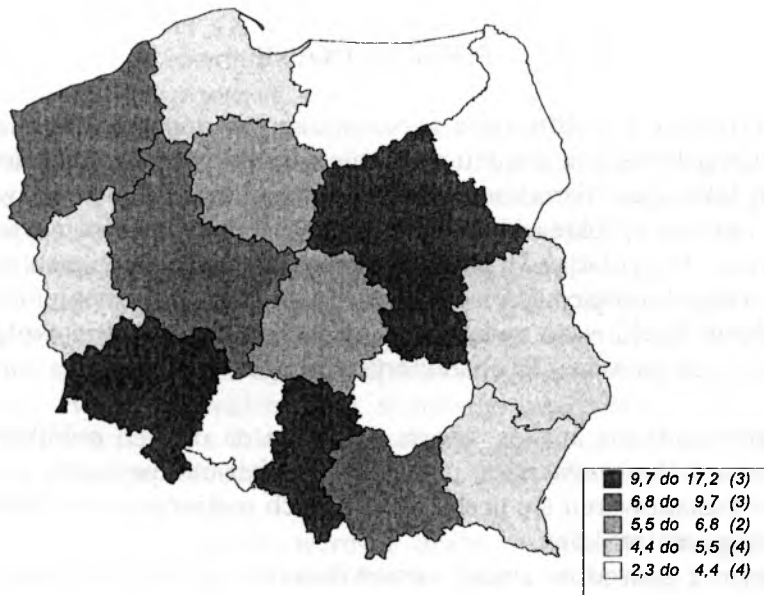 9,7 do 17,2 (3)
6,8 do 9,7 (3)
5,5 do 6,8 (2)
4,4 do 5,5 (4)
2,3 do 4,4 (4)